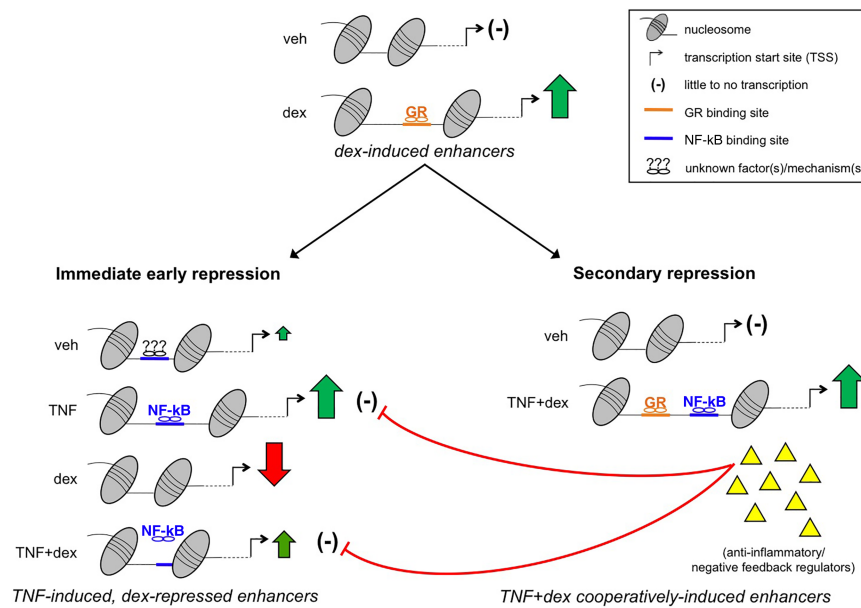 veh
(-)
dex
GR
dex-induced enhancers
nucleosome
transcription start site (TSS)
(-) little to no transcription
GR binding site
NF-kB binding site
??? unknown factor(s)/mechanism(s
Immediate early repression
veh
???
TNF
NF-kB
(-)
dex
TNF+dex
NF-kB
(-)
TNF-induced, dex-repressed enhancers
Secondary repression
veh
(-)
TNF+dex
GR
NF-kB
(anti-inflammatory/
negative feedback regulators)
TNF+dex cooperatively-induced enhancers